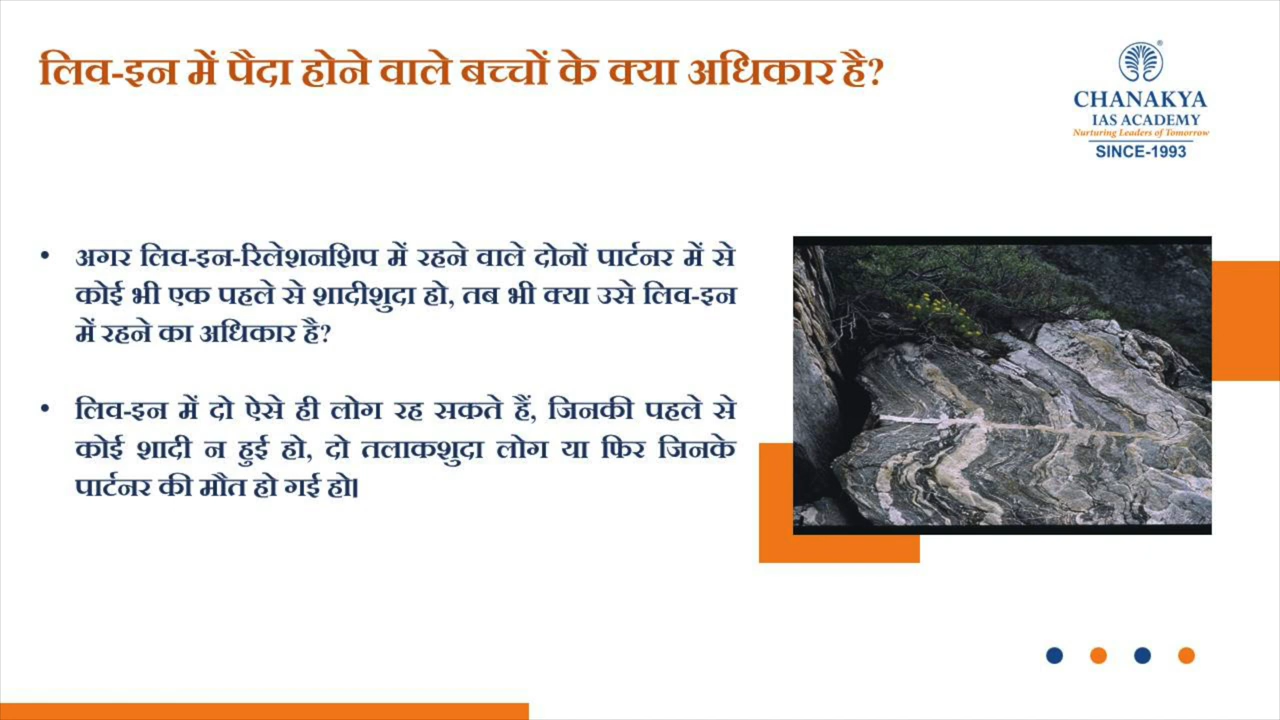 लिव-इन में पैदा होने वाले बच्चों के क्या अधिकार है?
CHANAKYA
IAS ACADEMY
Nurturing Leaders of Tomorrow
SINCE-1993
• अगर लिव-इन-रिलेशनशिप में रहने वाले दोनों पार्टनर में से
कोई भी एक पहले से शादीशुदा हो, तब भी क्या उसे लिव-इन
में रहने का अधिकार है?
• लिव-इन में दो ऐसे ही लोग रह सकते हैं, जिनकी पहले से
कोई शादी न हुई हो, दो तलाकशुदा लोग या फिर जिनके
पार्टनर की मौत हो गई हो।